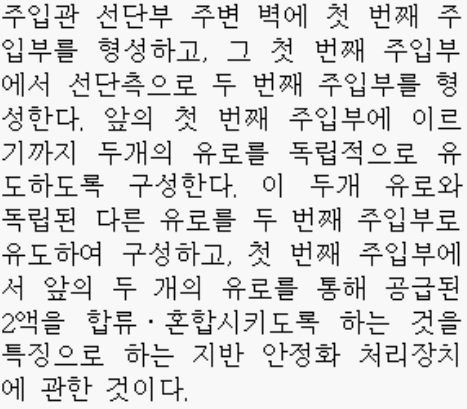 주입관 선단부 주변 벽에 첫 번째 주
입부를 형성하고, 그 첫 번째 주입부
에서 선단측으로 두 번째 주입부를 형
성한다. 앞의 첫 번째 주입부에 이르
기까지 두개의 유로를 독립적으로 유
도하도록 구성한다. 이 두개 유로와
독립된 다른 유로를 두 번째 주입부로
유도하여 구성하고, 첫 번째 주입부에
서 앞의 두 개의 유로를 통해 공급된
2액을 합류·혼합시키도록 하는 것을
특징으로 하는 지반 안정화 처리장치
에 관한 것이다.